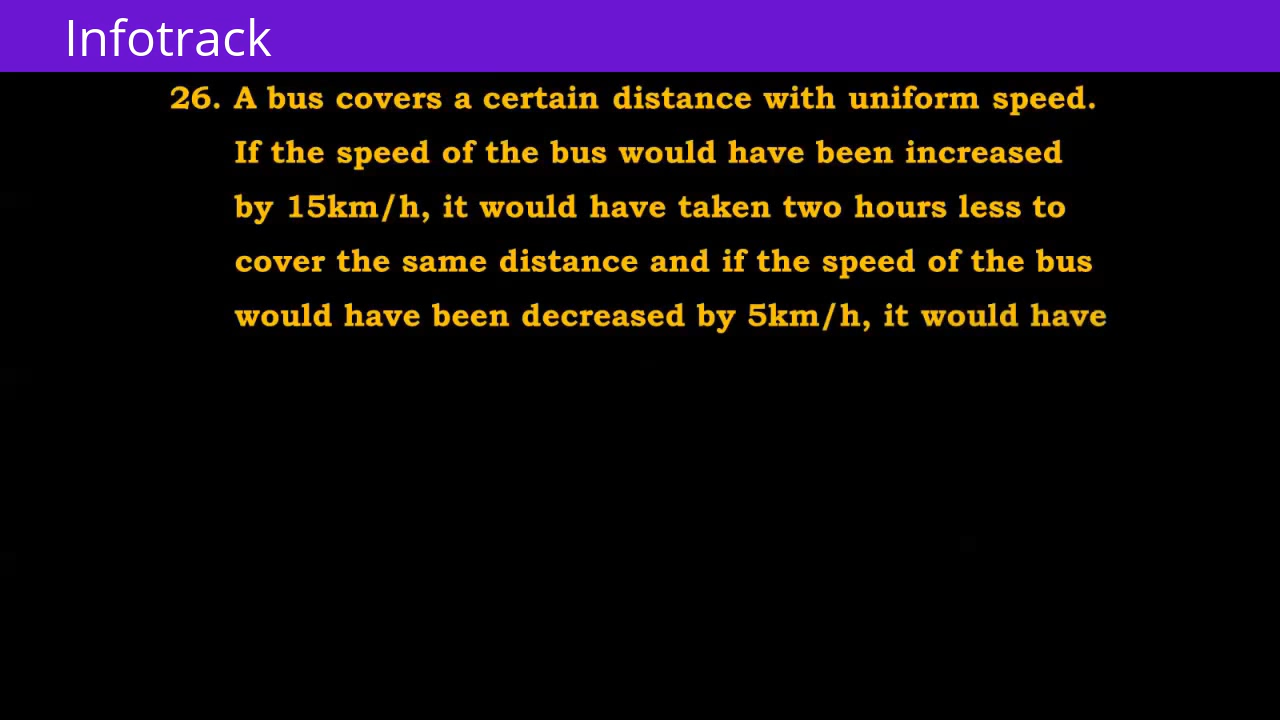 Infotrack
26. A bus covers a certain distance with uniform speed.
If the speed of the bus would have been increased
by 15km/h, it would have taken two hours less to
cover the same distance and if the speed of the bus
would have been decreased by 5km/h, it would have